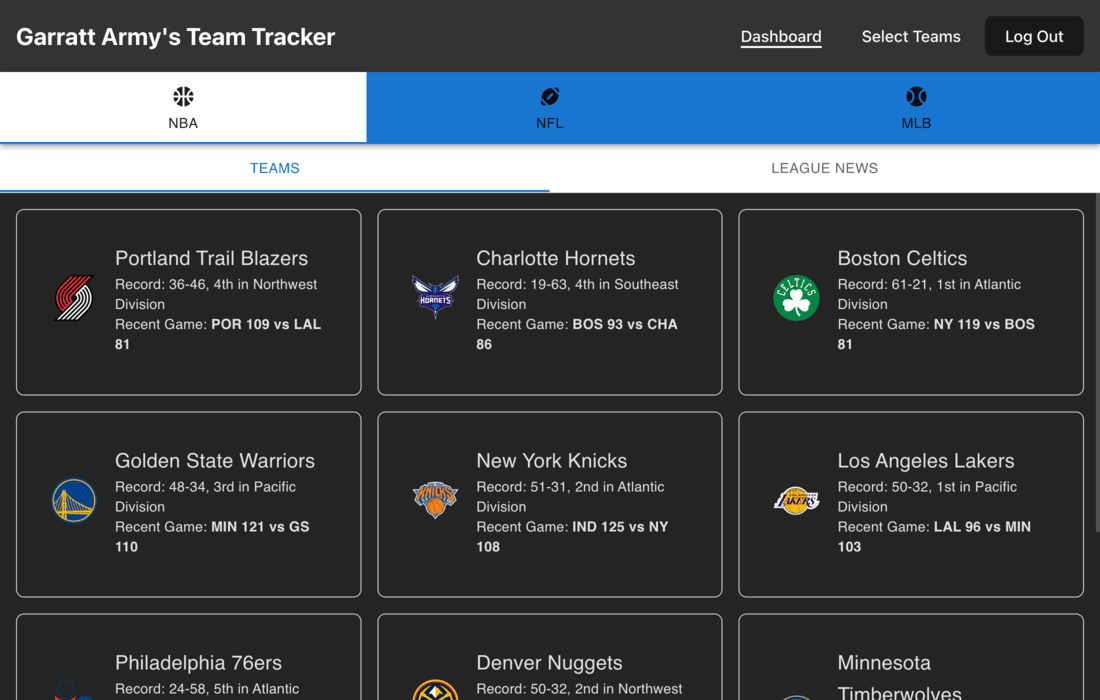 Garratt Army's Team Tracker
Dashboard
Select Teams
Log Out
NBA
NFL
MLB
TEAMS
LEAGUE NEWS
Portland Trail Blazers
Record: 36-46, 4th in Northwest
Division
Recent Game: POR 109 vs LAL
81
Charlotte Hornets
Record: 19-63, 4th in Southeast
Division
Recent Game: BOS 93 vs CHA
86
HORNETS
Boston Celtics
Record: 61-21, 1st in Atlantic
Division
Recent Game: NY 119 vs BOS
81
CELTICS
Golden State Warriors
Record: 48-34, 3rd in Pacific
Division
Recent Game: MIN 121 vs GS
110
New York Knicks
Record: 51-31, 2nd in Atlantic
Division
Recent Game: IND 125 vs NY
108
KNICKS
Los Angeles Lakers
Record: 50-32, 1st in Pacific
Division
Recent Game: LAL 96 vs MIN
103
LAKERS
Philadelphia 76ers
Record: 24-58, 5th in Atlantic
Denver Nuggets
Record: 50-32, 2nd in Northwest
Minnesota
Timberwolves